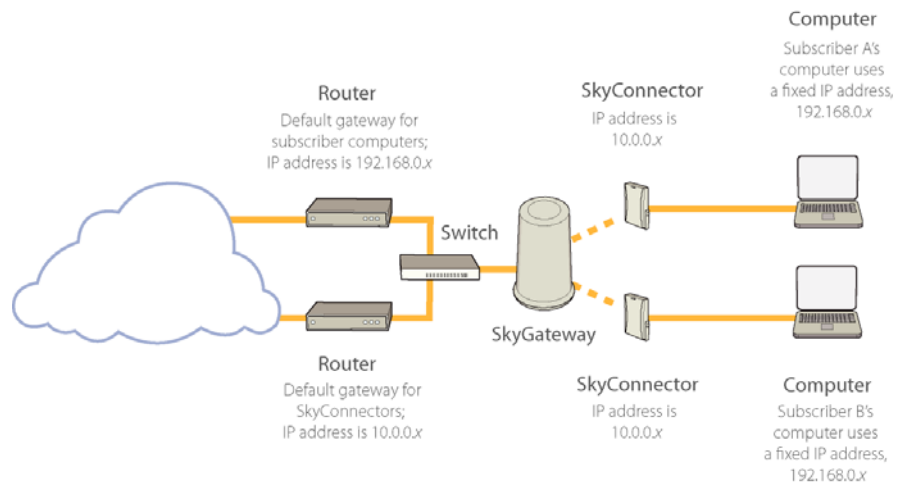 Computer
Subscriber A's
computer uses
a fixed IP address,
192.168.0.x
Router
Default gateway for
subscriber computers;
IP address is 192.168.0.x
SkyConnector
IP address is
10.0.0.x
Switch
SkyGateway
Router
Default gateway for
SkyConnectors;
IP address is 10.0.0.x
SkyConnector
IP address is
10.0.0.x
Computer
Subscriber B's
computer uses
a fixed IP address,
192.168.0.x